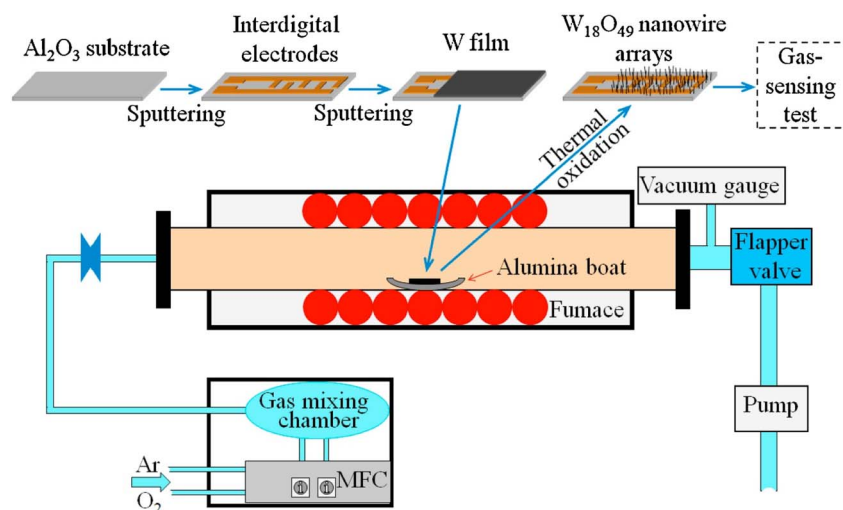 Al₂O₃ substrate
Sputtering
Interdigital
electrodes
Sputtering
W film
W₁₈O₄₉ nanowire
arrays
Gas-
sensing
test
Thermal
oxidation
Vacuum gauge
Flapper
valve
Alumina boat
Fumace
Pump
Gas mixing
chamber
MFC
Ar
O₂